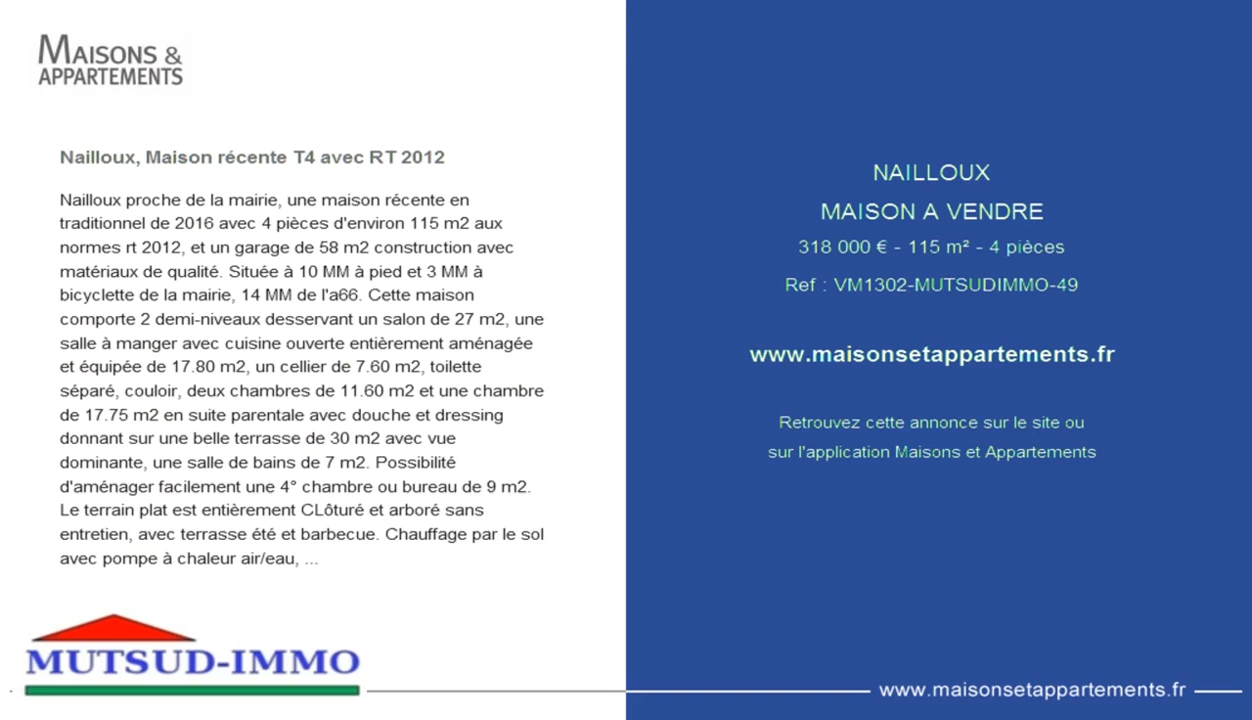 MAISONS &
APPARTEMENTS
Nailloux, Maison récente T4 avec RT 2012
Nailloux proche de la mairie, une maison récente en
traditionnel de 2016 avec 4 pièces d'environ 115 m2 aux
normes rt 2012, et un garage de 58 m2 construction avec
matériaux de qualité. Située à 10 MM à pied et 3 MM à
bicyclette de la mairie, 14 MM de l'a66. Cette maison
comporte 2 demi-niveaux desservant un salon de 27 m2, une
salle à manger avec cuisine ouverte entièrement aménagée
et équipée de 17.80 m2, un cellier de 7.60 m2, toilette
séparé, couloir, deux chambres de 11.60 m2 et une chambre
de 17.75 m2 en suite parentale avec douche et dressing
donnant sur une belle terrasse de 30 m2 avec vue
dominante, une salle de bains de 7 m2. Possibilité
d'aménager facilement une 4° chambre ou bureau de 9 m2.
Le terrain plat est entièrement CLôturé et arboré sans
entretien, avec terrasse été et barbecue. Chauffage par le sol
avec pompe à chaleur air/eau, ...
MUTSUD-IMMO
NAILLOUX
MAISON A VENDRE
318 000 € - 115 m² - 4 pièces
Ref : VM1302-MUTSUDIMMO-49
www.maisonsetappartements.fr
Retrouvez cette annonce sur le site ou
sur l'application Maisons et Appartements
www.maisonsetappartements.fr